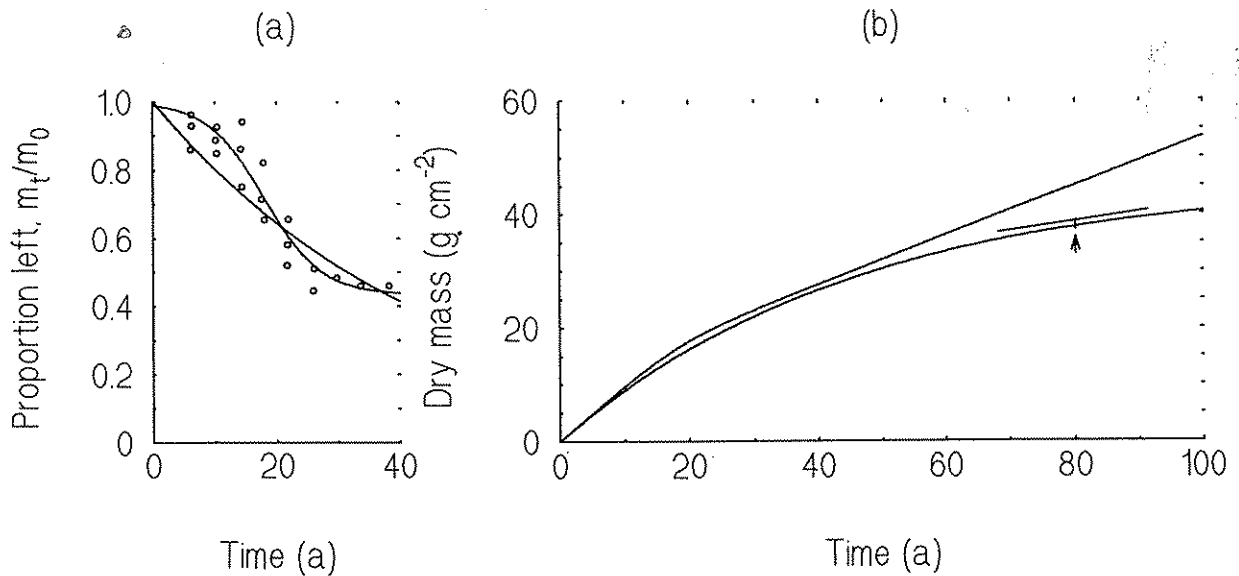 (a)
(b)
Proportion left, m_t/m_0
1.0
0.8
0.6
0.4
0.2
0
0 20 40
Time (a)
Dry mass (g cm⁻²)
60
40
20
0
0 20 40 60 80 100
Time (a)